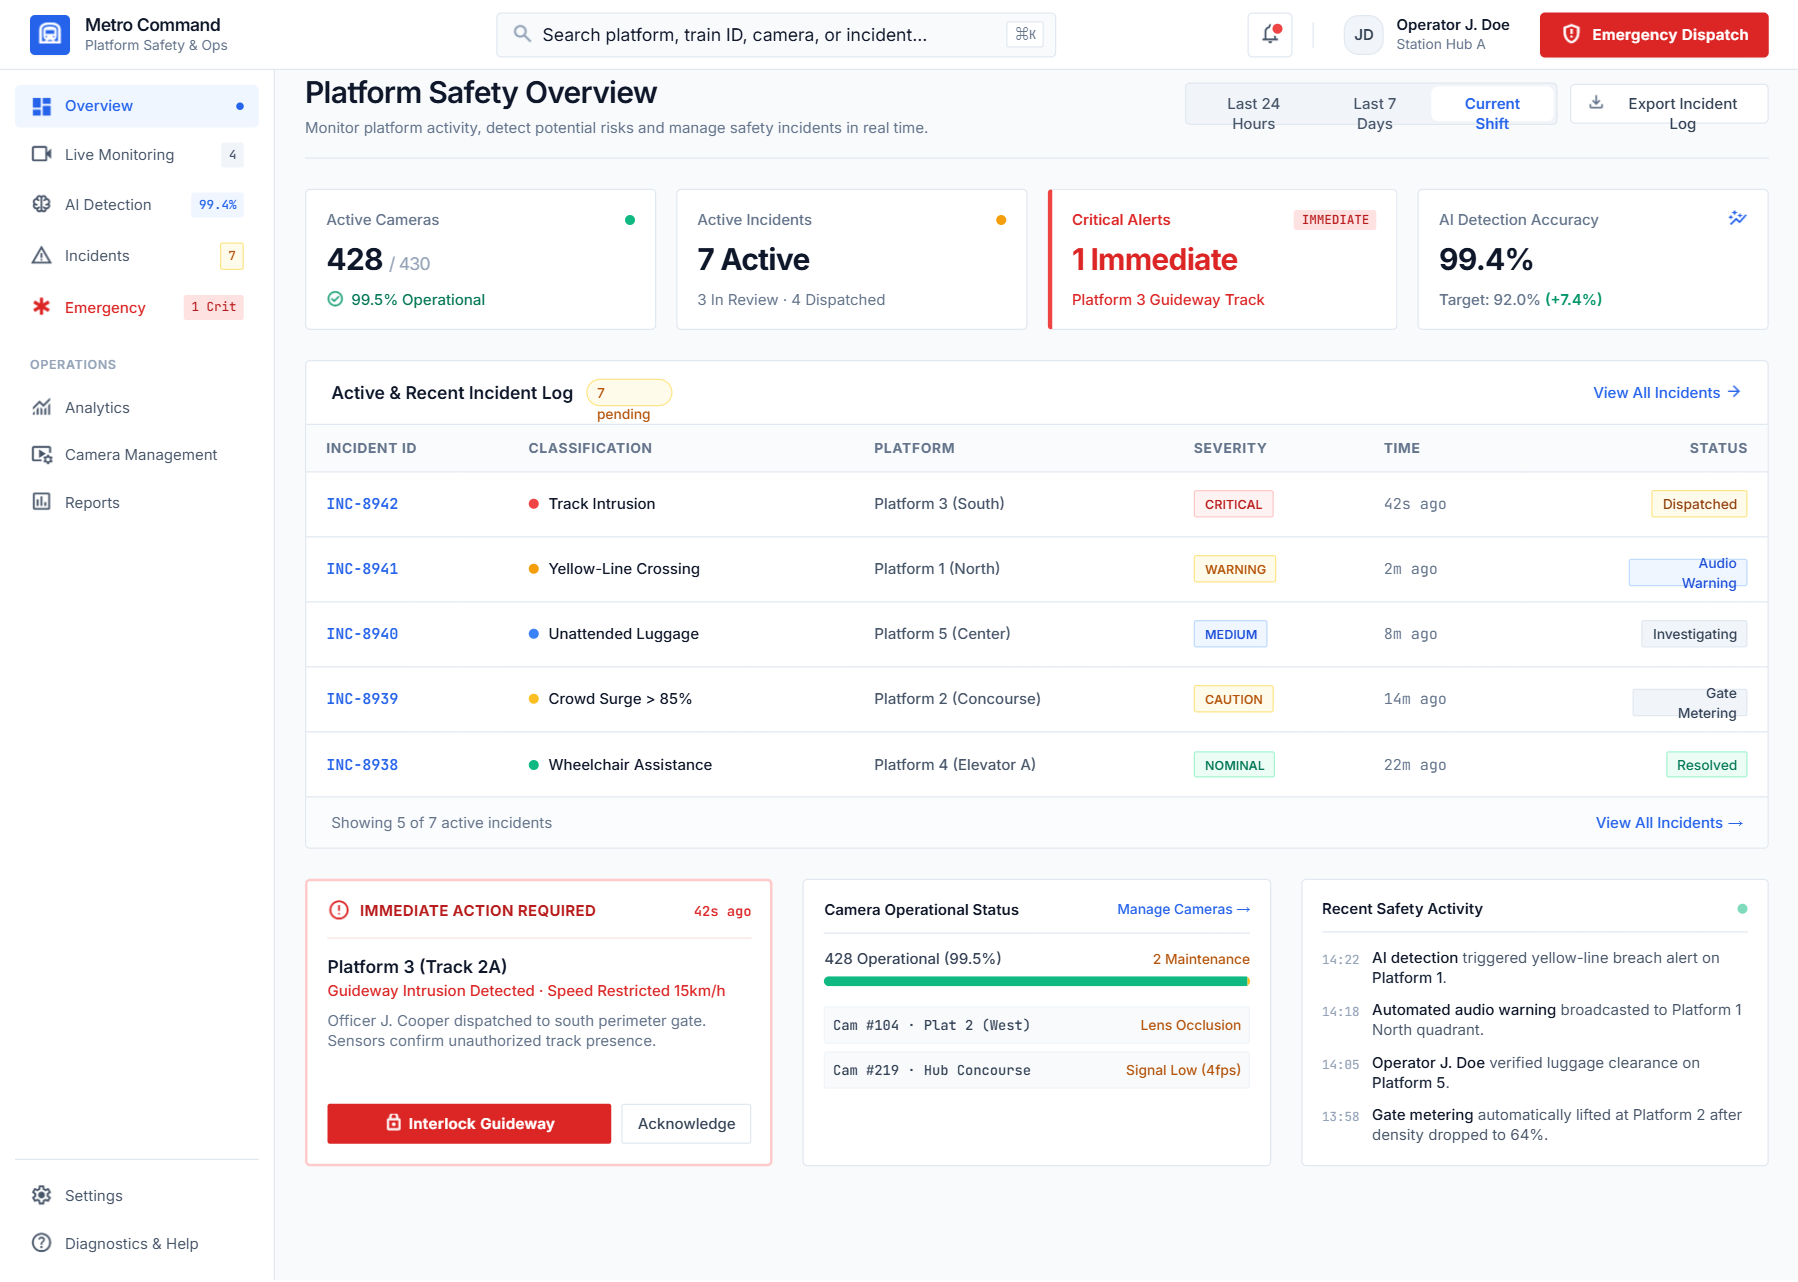 Metro Command
Platform Safety & Ops
Search platform, train ID, camera, or incident...
⌘K
JD
Operator J. Doe
Station Hub A
Emergency Dispatch
Overview
Live Monitoring
4
AI Detection
99.4%
Incidents
7
Emergency
1 Crit
OPERATIONS
Analytics
Camera Management
Reports
Settings
Diagnostics & Help
Platform Safety Overview
Monitor platform activity, detect potential risks and manage safety incidents in real time.
Last 24
Hours
Last 7
Days
Current
Shift
Export Incident
Log
Active Cameras
428 / 430
99.5% Operational
Active Incidents
7 Active
3 In Review · 4 Dispatched
Critical Alerts
IMMEDIATE
1 Immediate
Platform 3 Guideway Track
AI Detection Accuracy
99.4%
Target: 92.0% (+7.4%)
Active & Recent Incident Log
7
pending
View All Incidents →
INCIDENT ID CLASSIFICATION PLATFORM SEVERITY TIME STATUS
INC-8942 Track Intrusion Platform 3 (South) CRITICAL 42s ago Dispatched
INC-8941 Yellow-Line Crossing Platform 1 (North) WARNING 2m ago Audio
Warning
INC-8940 Unattended Luggage Platform 5 (Center) MEDIUM 8m ago Investigating
INC-8939 Crowd Surge > 85% Platform 2 (Concourse) CAUTION 14m ago Gate
Metering
INC-8938 Wheelchair Assistance Platform 4 (Elevator A) NOMINAL 22m ago Resolved
Showing 5 of 7 active incidents
View All Incidents →
IMMEDIATE ACTION REQUIRED
42s ago
Platform 3 (Track 2A)
Guideway Intrusion Detected · Speed Restricted 15km/h
Officer J. Cooper dispatched to south perimeter gate.
Sensors confirm unauthorized track presence.
Interlock Guideway
Acknowledge
Camera Operational Status
Manage Cameras →
428 Operational (99.5%)
2 Maintenance
Cam #104 · Plat 2 (West)
Lens Occlusion
Cam #219 · Hub Concourse
Signal Low (4fps)
Recent Safety Activity
14:22 AI detection triggered yellow-line breach alert on
Platform 1.
14:18 Automated audio warning broadcasted to Platform 1
North quadrant.
14:05 Operator J. Doe verified luggage clearance on
Platform 5.
13:58 Gate metering automatically lifted at Platform 2 after
density dropped to 64%.